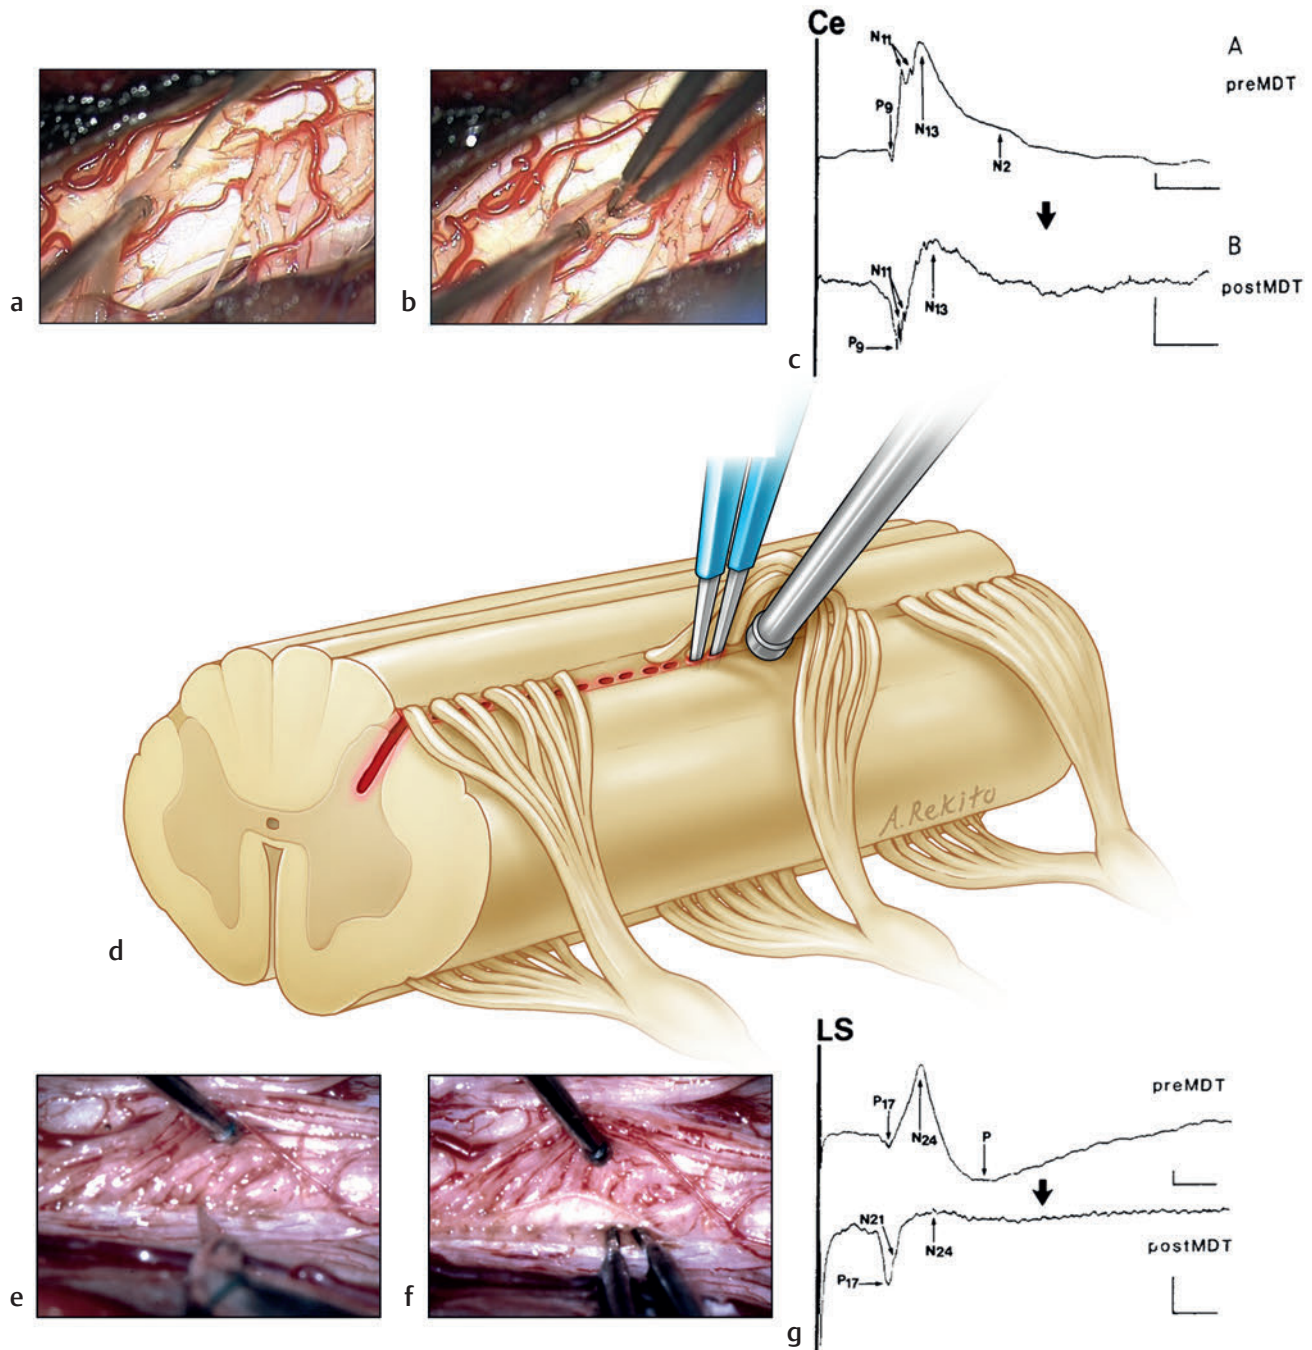 a
b
Ce
N11
P9
N13
N2
A
preMDT
N11
N13
P9
B
postMDT
c
A. Rekito
d
e
f
LS
P17
N24
P
preMDT
N21
N24
P17
postMDT
g